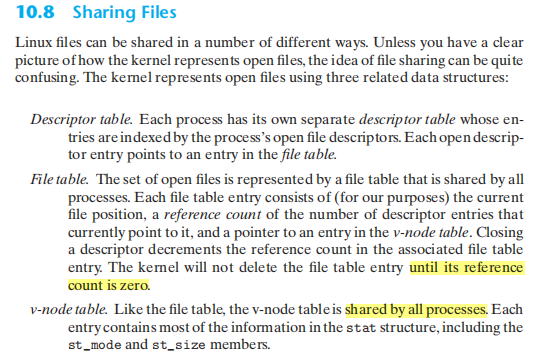 10.8 Sharing Files
Linux files can be shared in a number of different ways. Unless you have a clear
picture of how the kernel represents open files, the idea of file sharing can be quite
confusing. The kernel represents open files using three related data structures:
Descriptor table. Each process has its own separate descriptor table whose en-
tries are indexed by the process’s open file descriptors. Each open descrip-
tor entry points to an entry in the file table.
File table. The set of open files is represented by a file table that is shared by all
processes. Each file table entry consists of (for our purposes) the current
file position, a reference count of the number of descriptor entries that
currently point to it, and a pointer to an entry in the v-node table. Closing
a descriptor decrements the reference count in the associated file table
entry. The kernel will not delete the file table entry until its reference
count is zero.
v-node table. Like the file table, the v-node table is shared by all processes. Each
entry contains most of the information in the stat structure, including the
st_mode and st_size members.